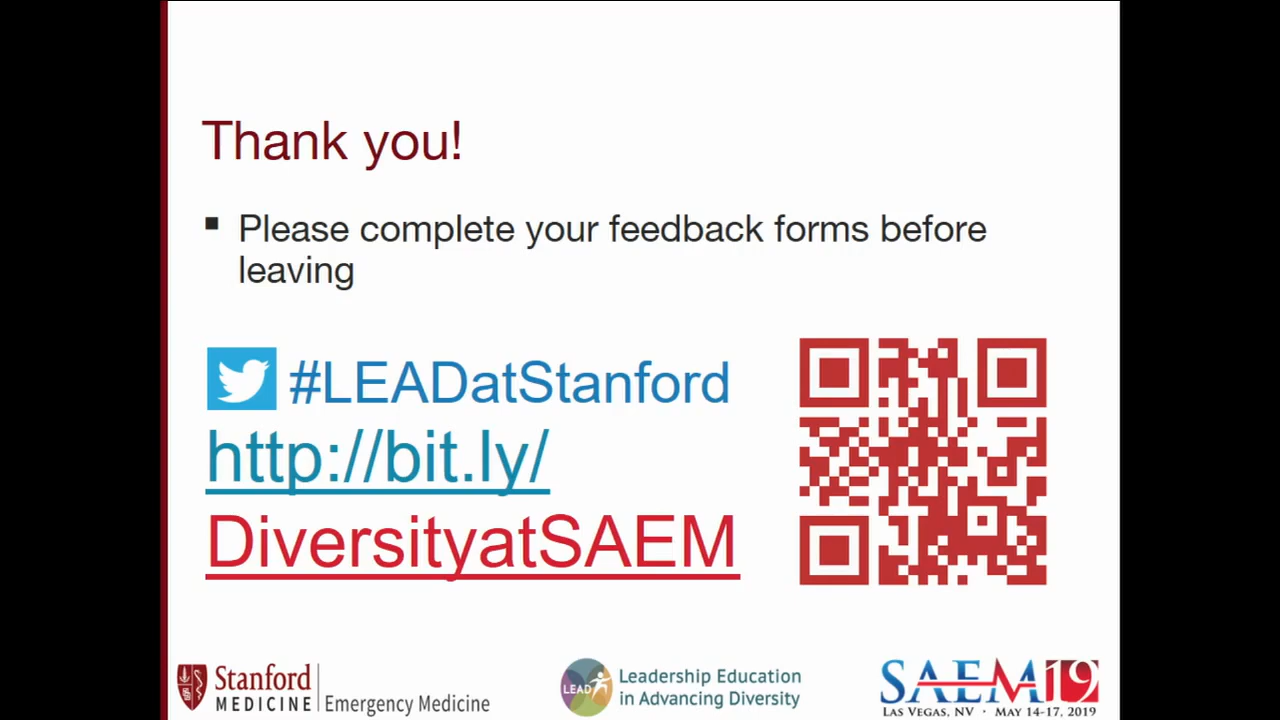 Thank you!
▪ Please complete your feedback forms before
leaving
#LEADatStanford
http://bit.ly/
DiversityatSAEM
Stanford
MEDICINE
Emergency Medicine
LEAD
Leadership Education
in Advancing Diversity
SAEM19
LAS VEGAS, NV · MAY 14-17, 2019